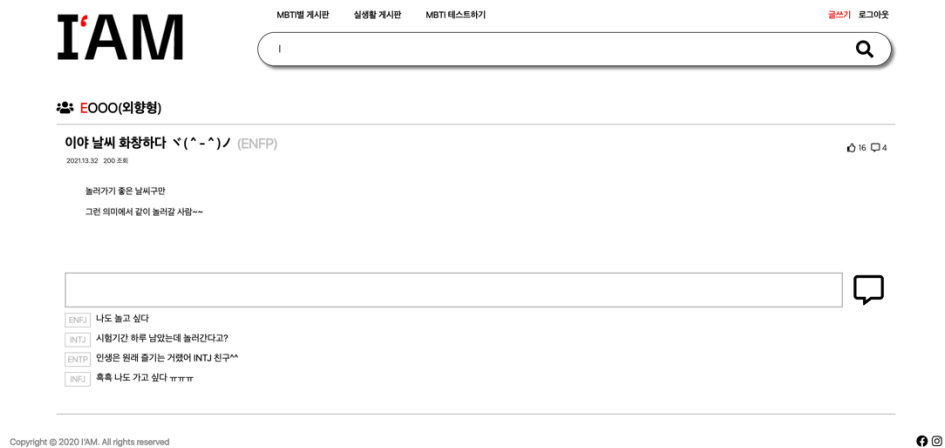 I'AM
MBTI별 게시판 실생활 게시판 MBTI 테스트하기 글쓰기 로그아웃
EOOO(외향형)
이야 날씨 화창하다 ヾ(＾-＾)ノ (ENFP)
2021.13.32 200 조회
16 4
놀러가기 좋은 날씨구만
그런 의미에서 같이 놀러갈 사람~~
ENFJ 나도 놀고 싶다
INTJ 시험기간 하루 남았는데 놀러간다고?
ENTP 인생은 원래 즐기는 거랬어 INTJ 친구^^
INFJ 흑흑 나도 가고 싶다 ㅠㅠㅠ
Copyright © 2020 I'AM. All rights reserved